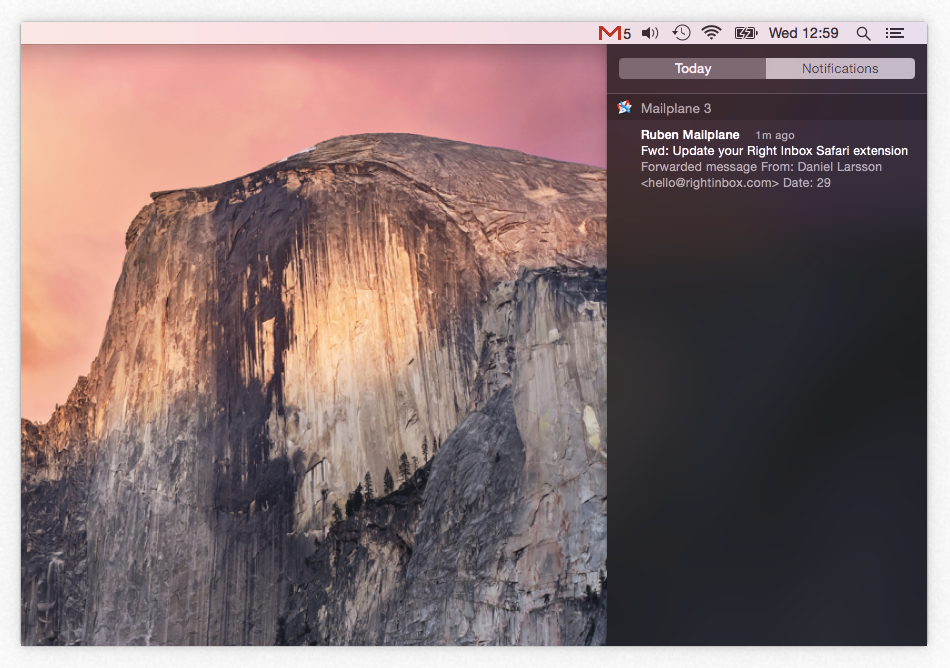 5 Wed 12:59
Today Notifications
Mailplane 3
Ruben Mailplane 1m ago
Fwd: Update your Right Inbox Safari extension
Forwarded message From: Daniel Larsson
<hello@rightinbox.com> Date: 29